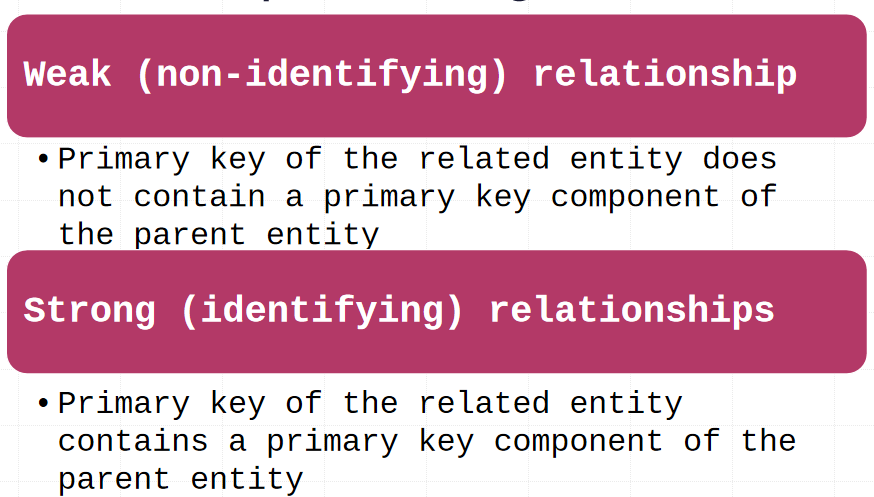 Weak (non-identifying) relationship
• Primary key of the related entity does
not contain a primary key component of
the parent entity
Strong (identifying) relationships
• Primary key of the related entity
contains a primary key component of the
parent entity